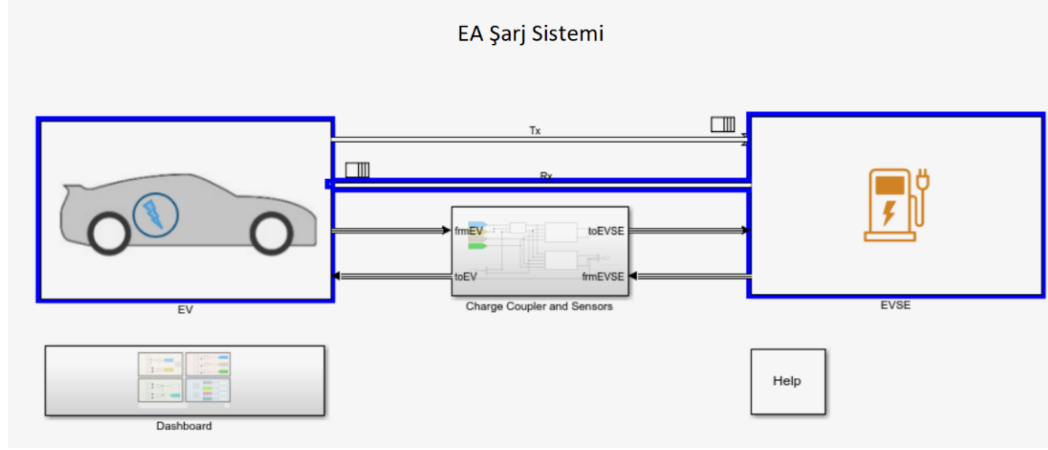 EA Şarj Sistemi
Tx
Rx
frmEV
toEVSE
toEV
frmEVSE
EV
Charge Coupler and Sensors
EVSE
Help
Dashboard